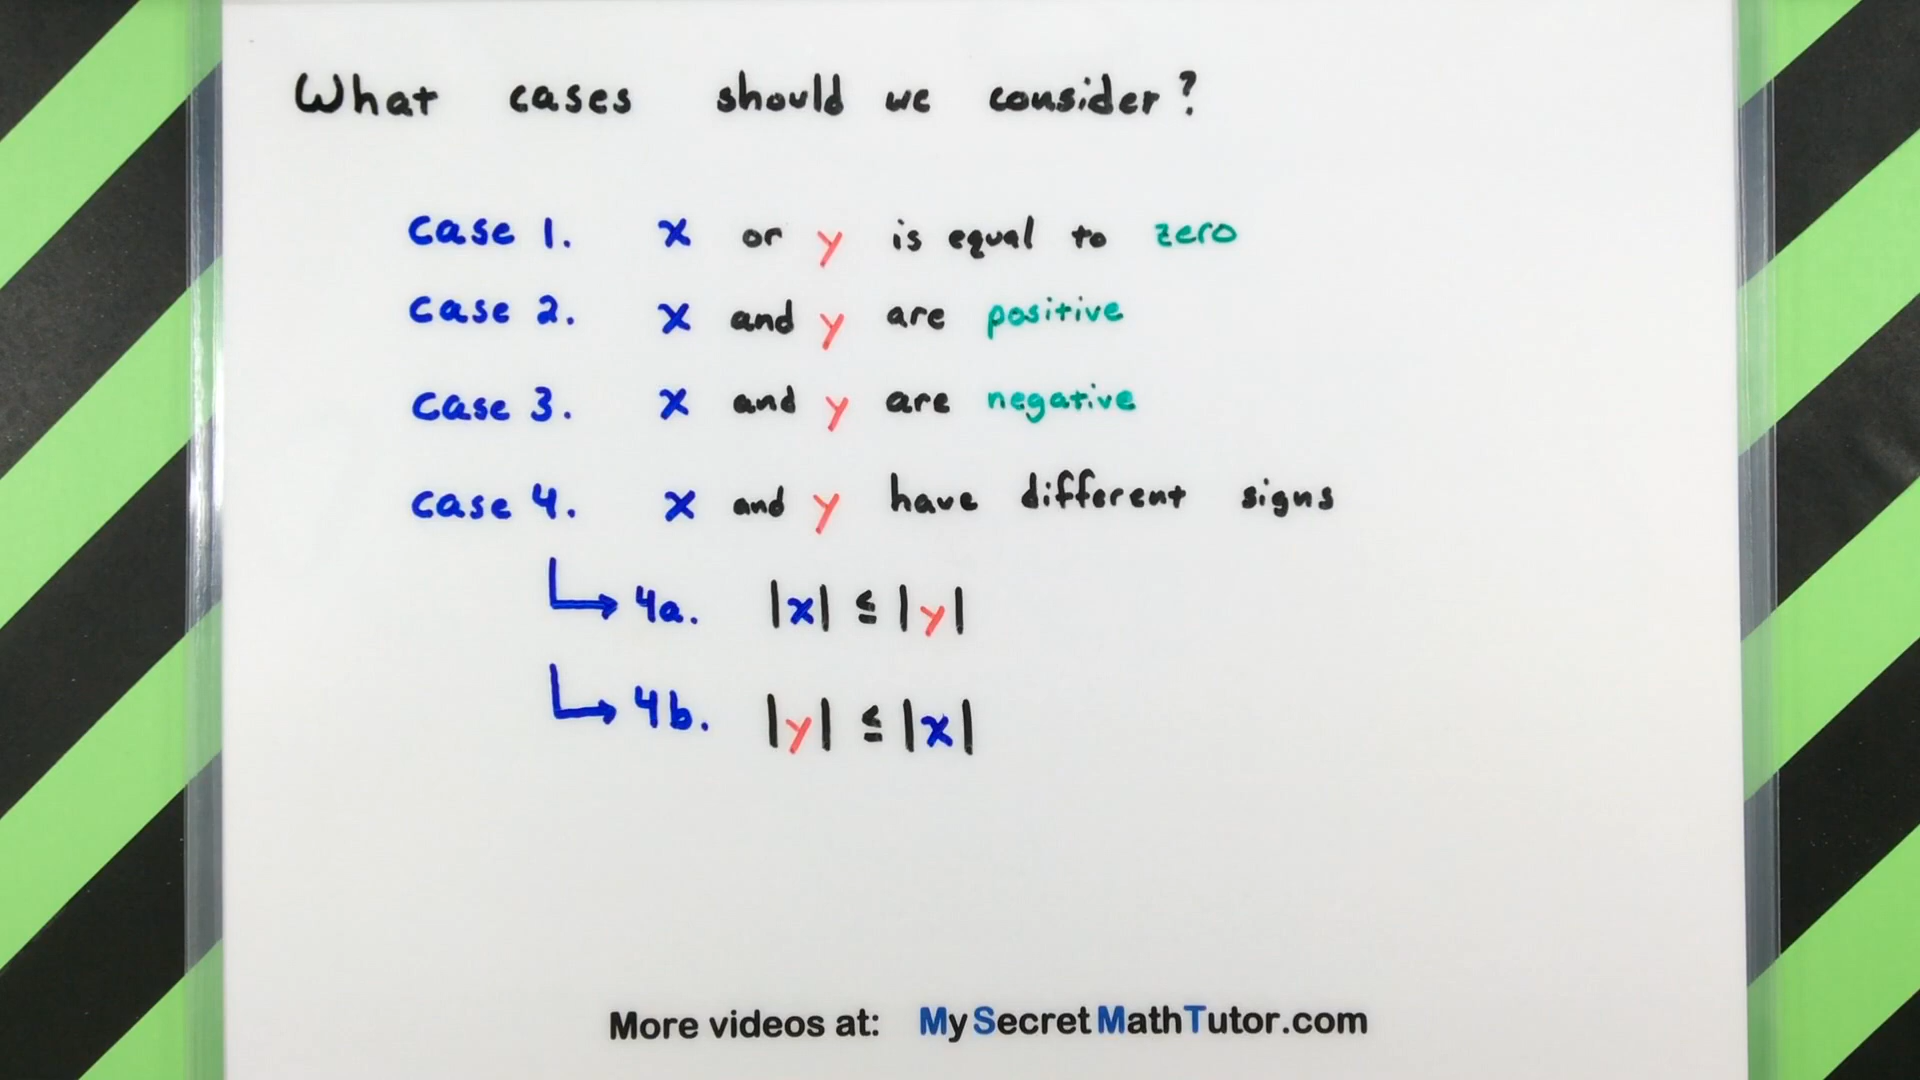 What cases should we consider?
case 1. x or y is equal to zero
case 2. x and y are positive
case 3. x and y are negative
case 4. x and y have different signs
↳ 4a. |x| ≤ |y|
↳ 4b. |y| ≤ |x|
More videos at: MySecretMathTutor.com